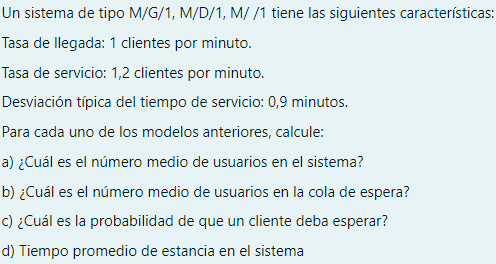 Un sistema de tipo M/G/1, M/D/1, M/ /1 tiene las siguientes características:
Tasa de llegada: 1 clientes por minuto.
Tasa de servicio: 1,2 clientes por minuto.
Desviación típica del tiempo de servicio: 0,9 minutos.
Para cada uno de los modelos anteriores, calcule:
a) ¿Cuál es el número medio de usuarios en el sistema?
b) ¿Cuál es el número medio de usuarios en la cola de espera?
c) ¿Cuál es la probabilidad de que un cliente deba esperar?
d) Tiempo promedio de estancia en el sistema